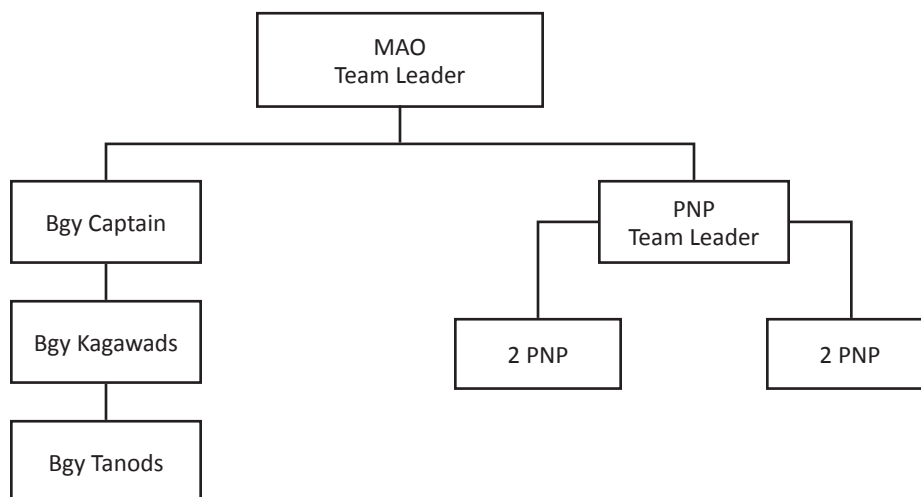 MAO
Team Leader
Bgy Captain
PNP
Team Leader
Bgy Kagawads
2 PNP
2 PNP
Bgy Tanods